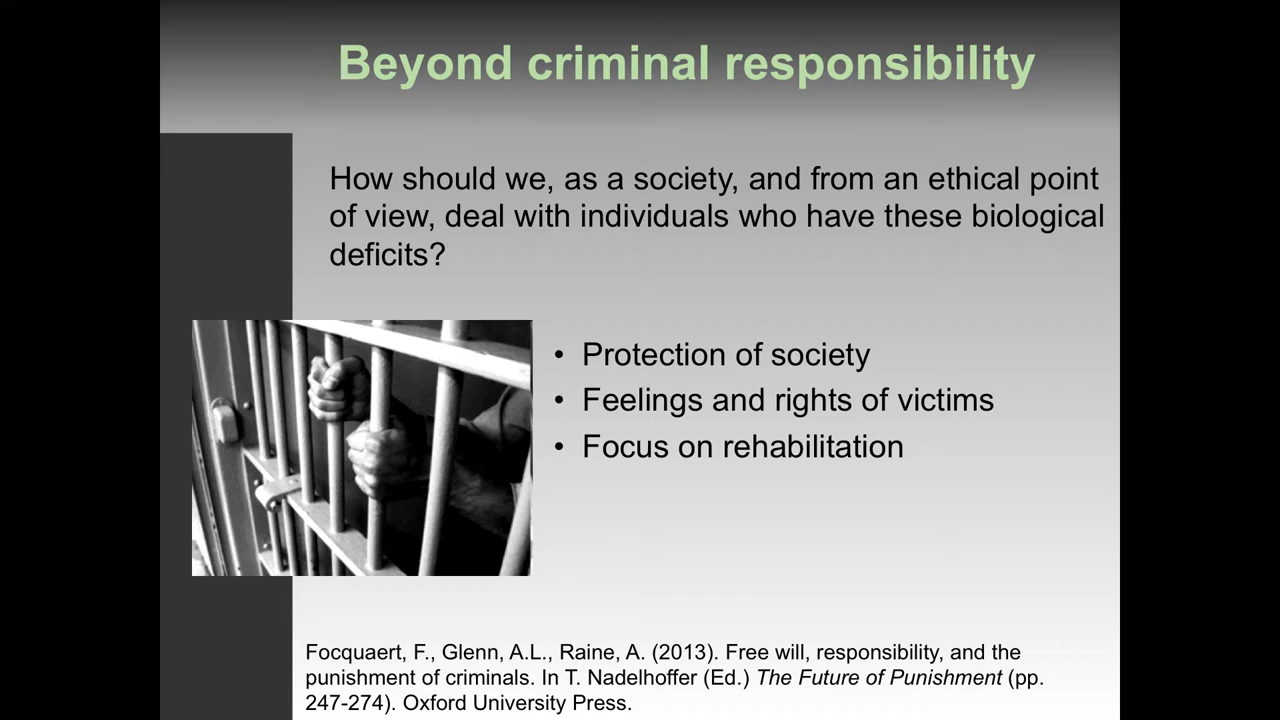 Beyond criminal responsibility
How should we, as a society, and from an ethical point
of view, deal with individuals who have these biological
deficits?
• Protection of society
• Feelings and rights of victims
• Focus on rehabilitation
Focquaert, F., Glenn, A.L., Raine, A. (2013). Free will, responsibility, and the
punishment of criminals. In T. Nadelhoffer (Ed.) The Future of Punishment (pp.
247-274). Oxford University Press.